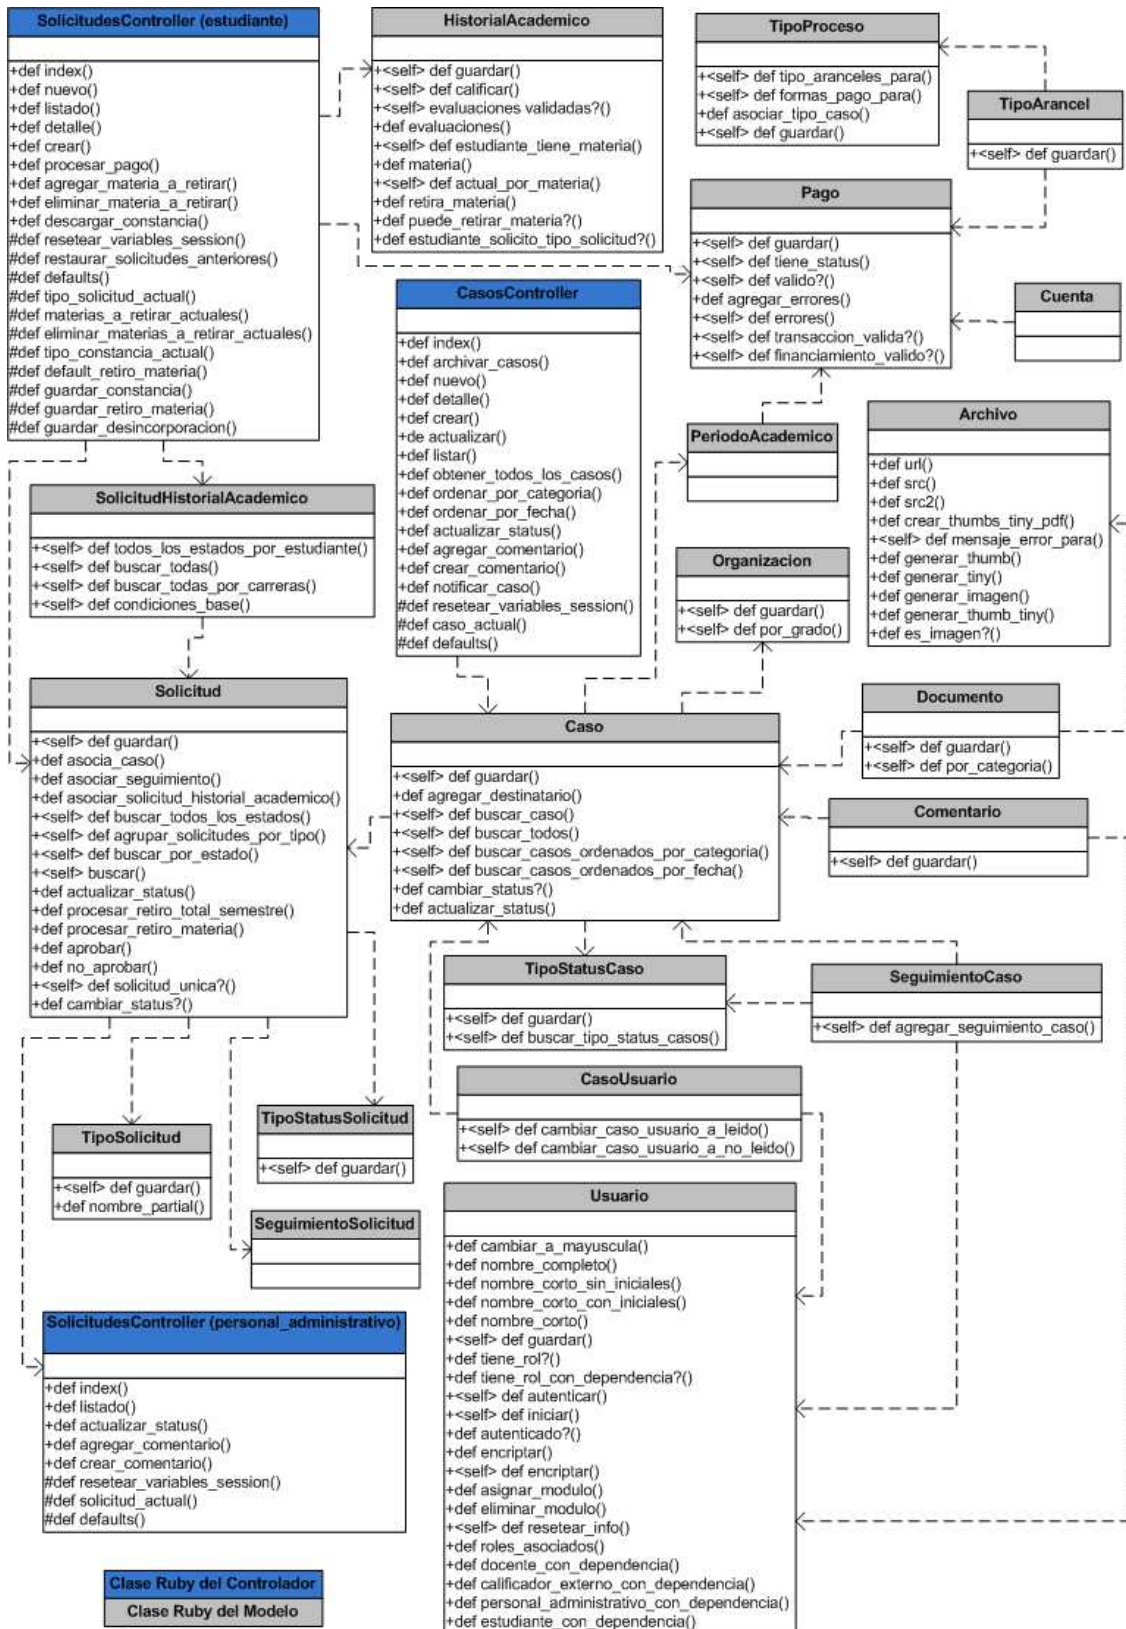 SolicitudesController (estudiante)
+def index()
+def nuevo()
+def listado()
+def detalle()
+def crear()
+def procesar_pago()
+def agregar_materia_a_retirar()
+def eliminar_materia_a_retirar()
+def descargar_constancia()
#def resetear_variables_session()
#def restaurar_solicitudes_anteriores()
#def defaults()
#def tipo_solicitud_actual()
#def materias_a_retirar_actuales()
#def eliminar_materias_a_retirar_actuales()
#def tipo_constancia_actual()
#def default_retiro_materia()
#def guardar_constancia()
#def guardar_retiro_materia()
#def guardar_desincorporacion()
HistorialAcademico
+<self> def guardar()
+<self> def calificar()
+<self> evaluaciones validadas?()
+def evaluaciones()
+<self> def estudiante_tiene_materia()
+def materia()
+<self> def actual_por_materia()
+def retira_materia()
+def puede_retirar_materia?()
+def estudiante_solicito_tipo_solicitud?()
TipoProceso
+<self> def tipo_aranceles_para()
+<self> def formas_pago_para()
+def asociar_tipo_caso()
+<self> def guardar()
TipoArancel
+<self> def guardar()
Pago
+<self> def guardar()
+<self> def tiene_status()
+<self> def valido?()
+def agregar_errores()
+<self> def errores()
+<self> def transaccion_valida?()
+<self> def financiamiento_valido?()
Cuenta
CasosController
+def index()
+def archivar_casos()
+def nuevo()
+def detalle()
+def crear()
+de actualizar()
+def listar()
+def obtener_todos_los_casos()
+def ordenar_por_categoria()
+def ordenar_por_fecha()
+def actualizar_status()
+def agregar_comentario()
+def crear_comentario()
+def notificar_caso()
#def resetear_variables_session()
#def caso_actual()
#def defaults()
PeriodoAcademico
Archivo
+def url()
+def src()
+def src2()
+def crear_thumbs_tiny_pdf()
+<self> def mensaje_error_para()
+def generar_thumb()
+def generar_tiny()
+def generar_imagen()
+def generar_thumb_tiny()
+def es_imagen?()
SolicitudHistorialAcademico
+<self> def todos_los_estados_por_estudiante()
+<self> def buscar_todas()
+<self> def buscar_todas_por_carreras()
+<self> def condiciones_base()
Organizacion
+<self> def guardar()
+<self> def por_grado()
Solicitud
+<self> def guardar()
+def asocia_caso()
+def asociar_seguimiento()
+def asociar_solicitud_historial_academico()
+<self> def buscar_todos_los_estados()
+<self> def agrupar_solicitudes_por_tipo()
+<self> def buscar_por_estado()
+<self> buscar()
+def actualizar_status()
+def procesar_retiro_total_semestre()
+def procesar_retiro_materia()
+def aprobar()
+def no_aprobar()
+<self> def solicitud_unica?()
+def cambiar_status?()
Caso
+<self> def guardar()
+def agregar_destinatario()
+<self> def buscar_caso()
+<self> def buscar_todos()
+<self> def buscar_casos_ordenados_por_categoria()
+<self> def buscar_casos_ordenados_por_fecha()
+def cambiar_status?()
+def actualizar_status()
Documento
+<self> def guardar()
+<self> def por_categoria()
Comentario
+<self> def guardar()
TipoStatusCaso
+<self> def guardar()
+<self> def buscar_tipo_status_casos()
SeguimientoCaso
+<self> def agregar_seguimiento_caso()
CasoUsuario
+<self> def cambiar_caso_usuario_a_leido()
+<self> def cambiar_caso_usuario_a_no_leido()
TipoSolicitud
+<self> def guardar()
+def nombre_partial()
TipoStatusSolicitud
+<self> def guardar()
SeguimientoSolicitud
Usuario
+def cambiar_a_mayuscula()
+def nombre_completo()
+def nombre_corto_sin_iniciales()
+def nombre_corto_con_iniciales()
+def nombre_corto()
+<self> def guardar()
+def tiene_rol?()
+def tiene_rol_con_dependencia?()
+<self> def autenticar()
+<self> def iniciar()
+def autenticado?()
+def encriptar()
+<self> def encriptar()
+def asignar_modulo()
+def eliminar_modulo()
+<self> def resetear_info()
+def roles_asociados()
+def docente_con_dependencia()
+def calificador_externo_con_dependencia()
+def personal_administrativo_con_dependencia()
+def estudiante_con_dependencia()
SolicitudesController (personal_administrativo)
+def index()
+def listado()
+def actualizar_status()
+def agregar_comentario()
+def crear_comentario()
#def resetear_variables_session()
#def solicitud_actual()
#def defaults()
Clase Ruby del Controlador
Clase Ruby del Modelo